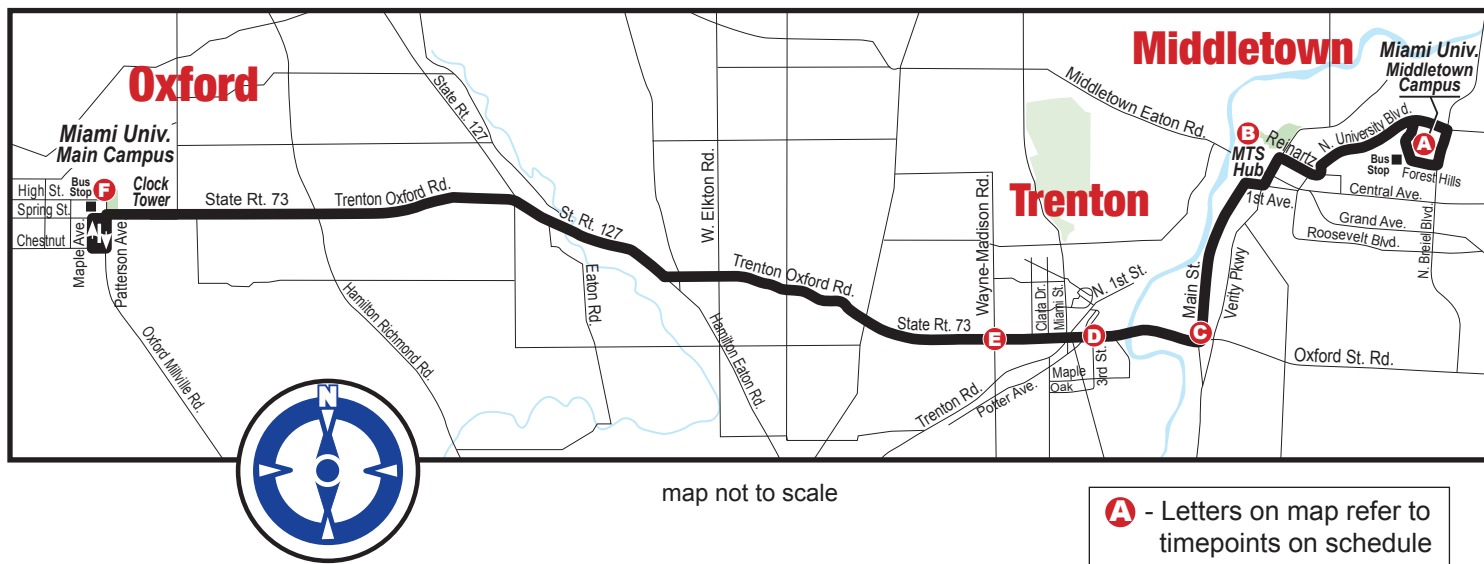 Oxford
Miami Univ.
Main Campus
Bus
Stop
F
Clock
Tower
High St.
Spring St.
Chestnut
Maple Ave.
Patterson Ave.
Oxford Millville Rd.
State Rt. 73
Trenton Oxford Rd.
Hamilton Richmond Rd.
State Rt. 127
St. Rt. 127
Eaton Rd.
W. Elkton Rd.
Hamilton Eaton Rd.
Trenton Oxford Rd.
State Rt. 73
Wayne-Madison Rd.
E
Trenton
Clara Dr.
Miami St.
N. 1st St.
D
3rd St.
Maple
Oak
Trenton Rd.
Potter Ave.
Middletown
Middletown Eaton Rd.
B
MTS
Hub
Reinartz
N. University Blvd.
Miami Univ.
Middletown
Campus
A
Bus
Stop
Forest Hills
Central Ave.
1st Ave.
Grand Ave.
Roosevelt Blvd.
N. Breiel Blvd.
Main St.
Verity Pkwy
C
Oxford St. Rd.
N
map not to scale
A - Letters on map refer to
timepoints on schedule